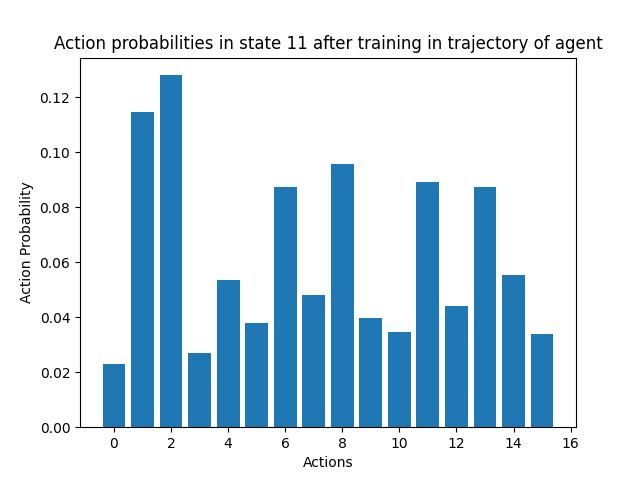 Action probabilities in state 11 after training in trajectory of agent
0.12
0.10
0.08
0.06
0.04
0.02
0.00
Action Probability
0 2 4 6 8 10 12 14 16
Actions